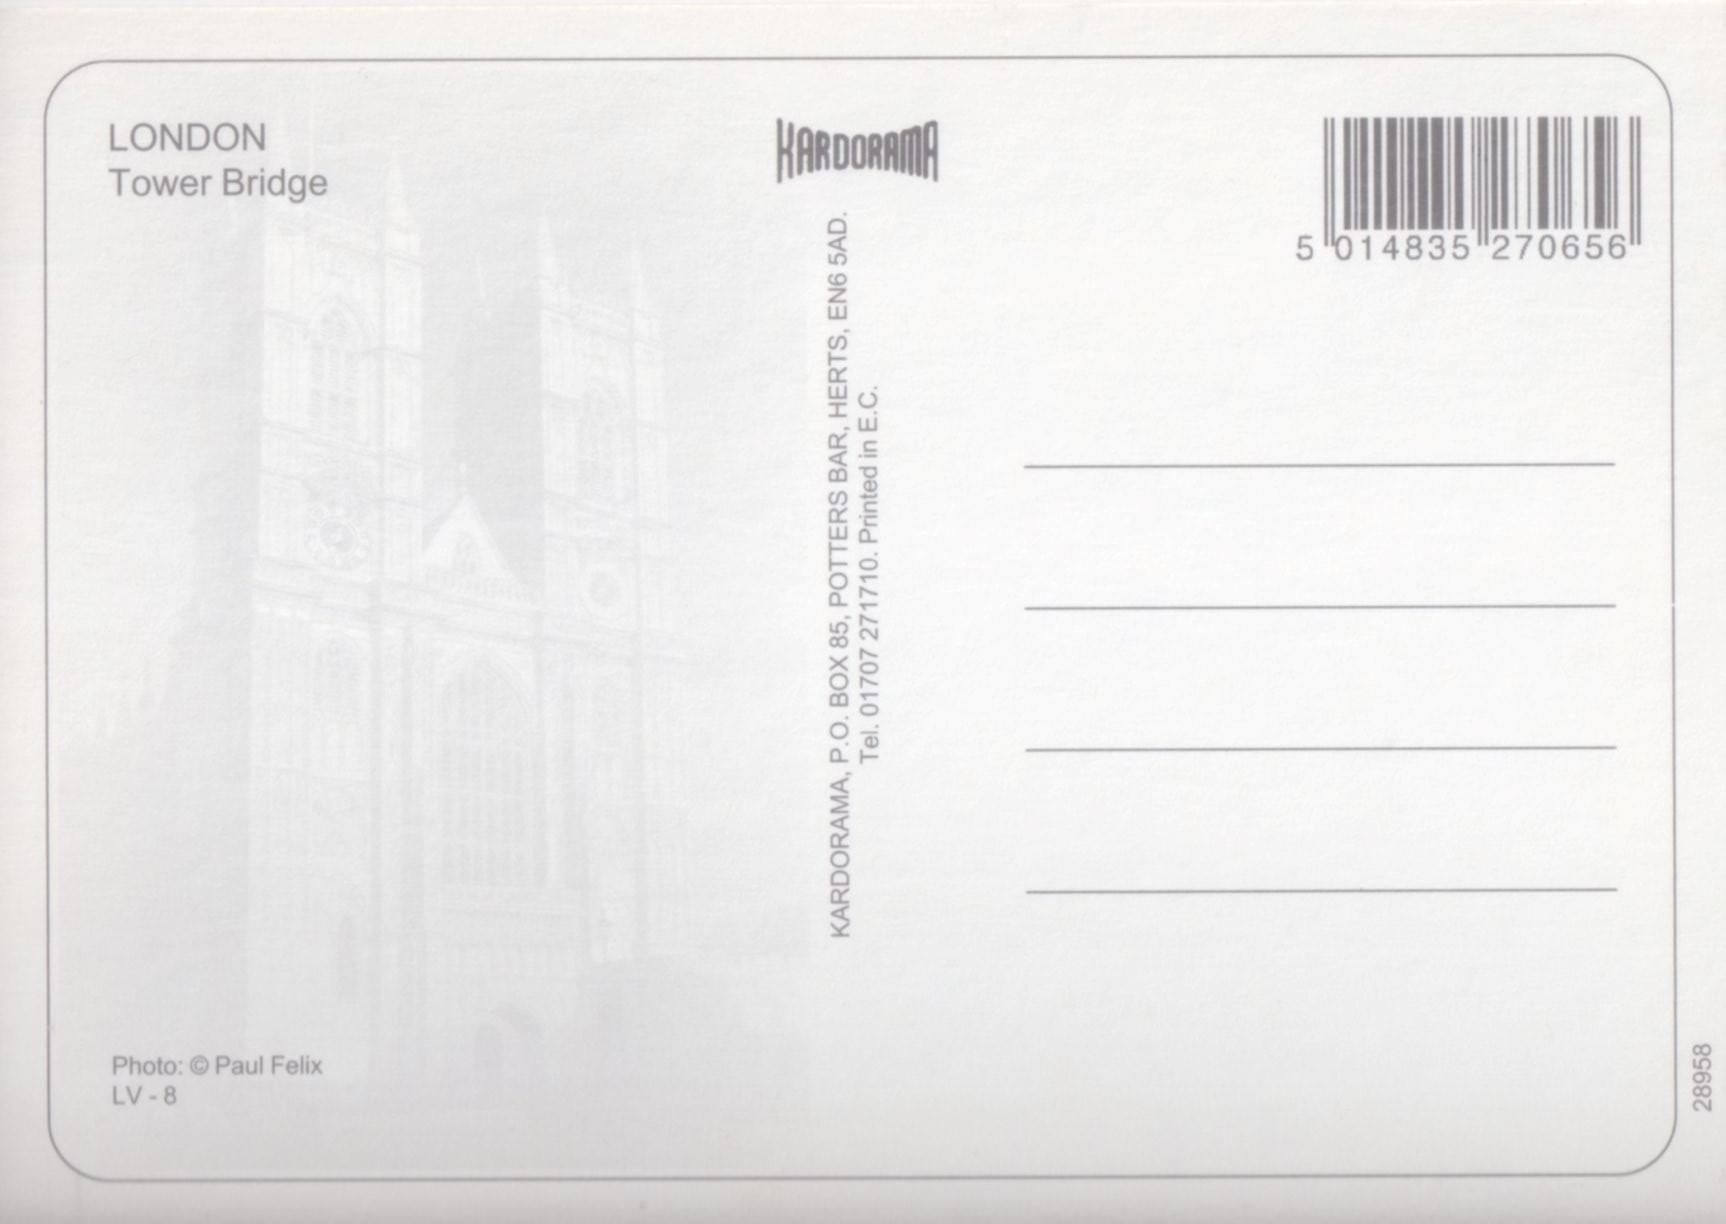 LONDON
Tower Bridge
KARDORAMA
5 014835 270656
KARDORAMA, P.O. BOX 85, POTTERS BAR, HERTS, EN6 5AD.
Tel. 01707 271710. Printed in E.C.
Photo: © Paul Felix
LV - 8
28958